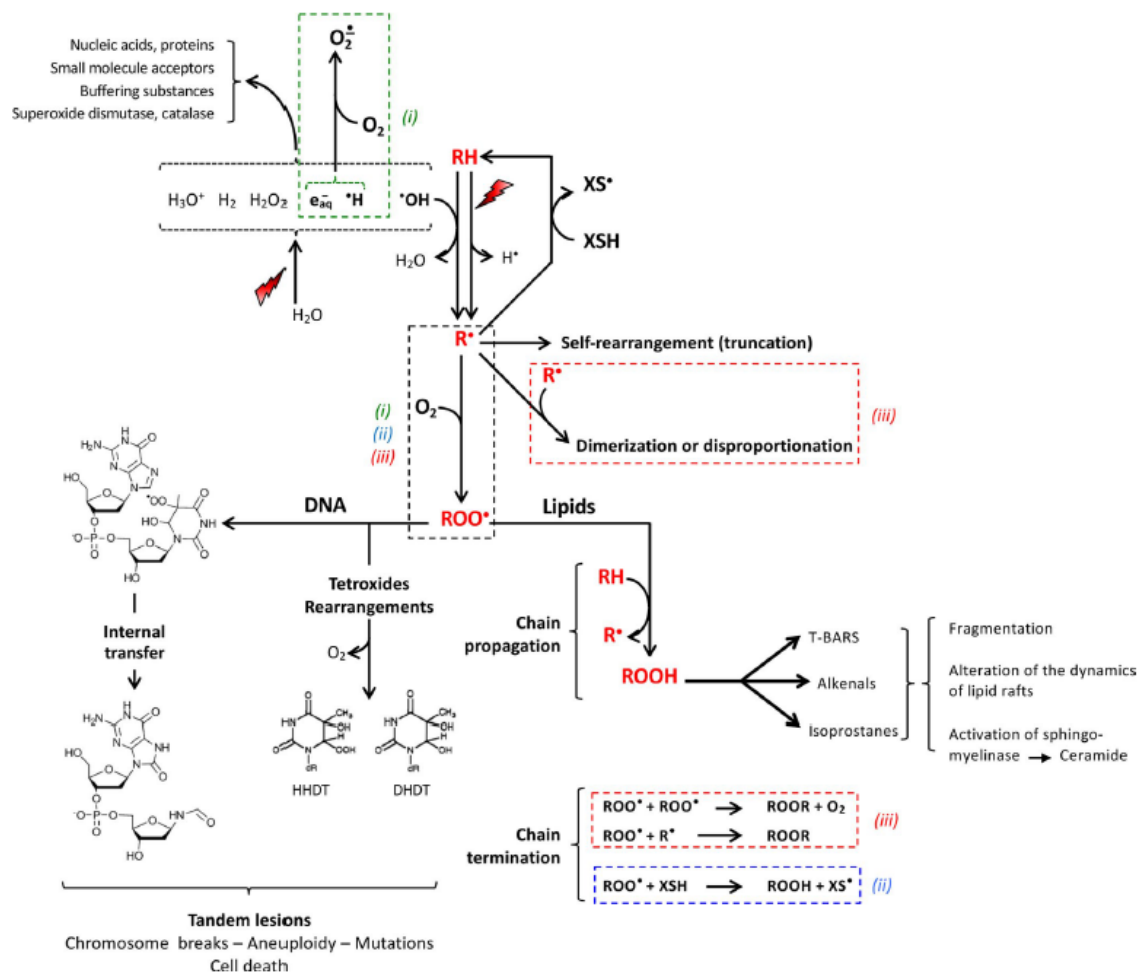 Nucleic acids, proteins
Small molecule acceptors
Buffering substances
Superoxide dismutase, catalase
O₂•̄
O₂
(i)
H₃O⁺ H₂ H₂O₂ e⁻aq •H •OH
H₂O
RH
H₂O
H•
XS•
XSH
R•
Self-rearrangement (truncation)
R•
Dimerization or disproportionation
(iii)
O₂
(i)
(ii)
(iii)
ROO•
DNA
Lipids
Internal
transfer
Tetroxides
Rearrangements
O₂
HHDT
DHDT
Chain
propagation
RH
R•
ROOH
T-BARS
Alkenals
Isoprostanes
Fragmentation
Alteration of the dynamics
of lipid rafts
Activation of sphingo-
myelinase → Ceramide
Chain
termination
ROO• + ROO• → ROOR + O₂
ROO• + R• → ROOR
(iii)
ROO• + XSH → ROOH + XS•
(ii)
Tandem lesions
Chromosome breaks – Aneuploidy – Mutations
Cell death